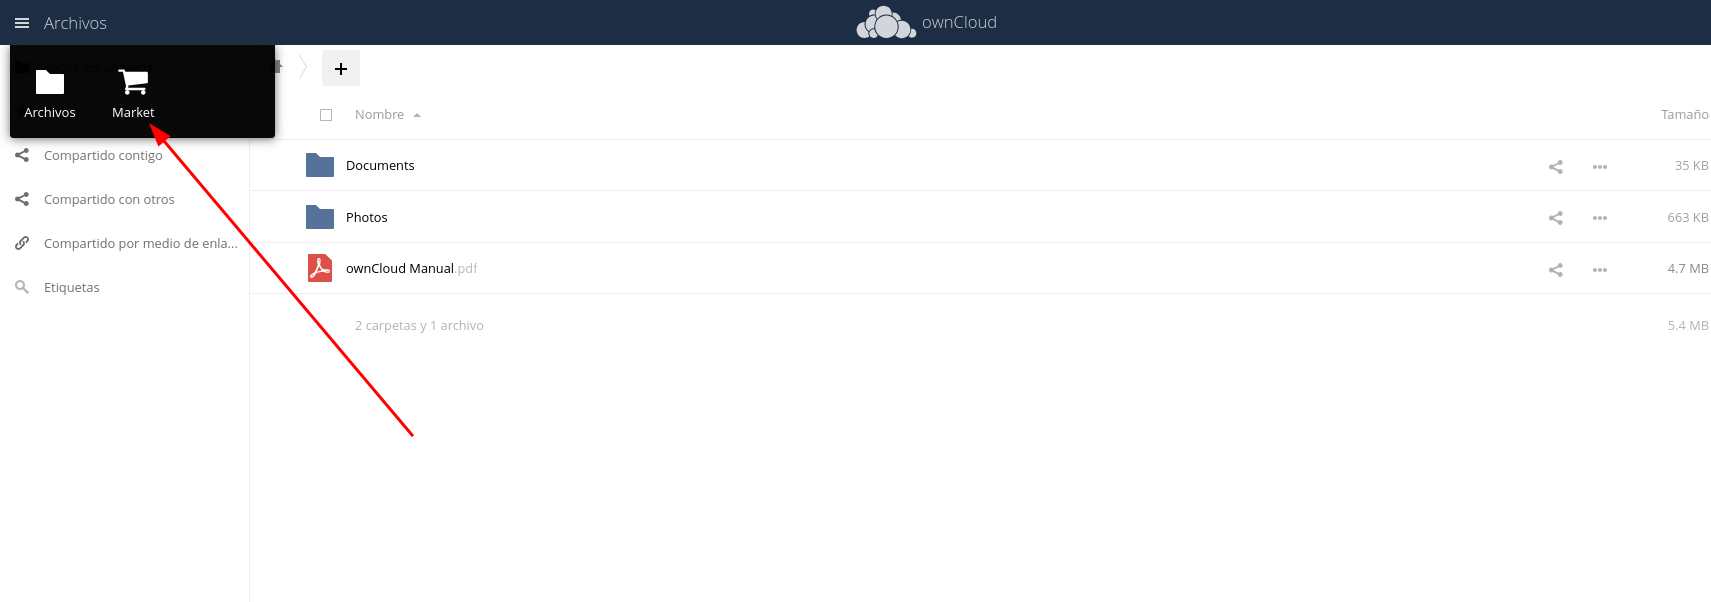 Archivos
ownCloud
Archivos
Market
Nombre
Tamaño
Compartido contigo
Documents
35 KB
Compartido con otros
Photos
663 KB
Compartido por medio de enla...
ownCloud Manual.pdf
4.7 MB
Etiquetas
2 carpetas y 1 archivo
5.4 MB